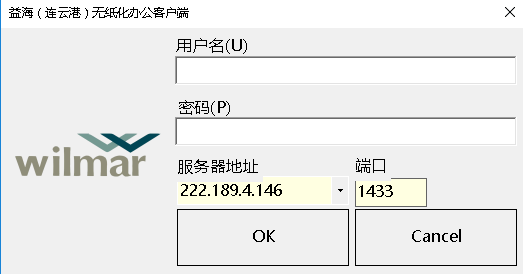 益海（连云港）无纸化办公客户端
用户名(U)
密码(P)
wilmar
服务器地址 端口
222.189.4.146 1433
OK Cancel